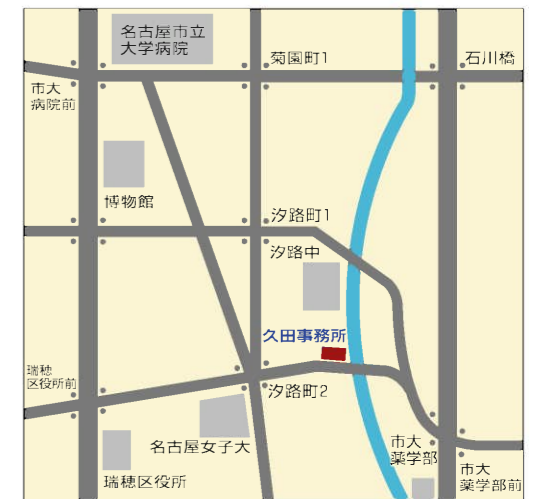 名古屋市立
大学病院
菊園町1
石川橋
市大
病院前
博物館
汐路町1
汐路中
久田事務所
瑞穂
区役所前
汐路町2
名古屋女子大
市大
薬学部
瑞穂区役所
市大
薬学部前